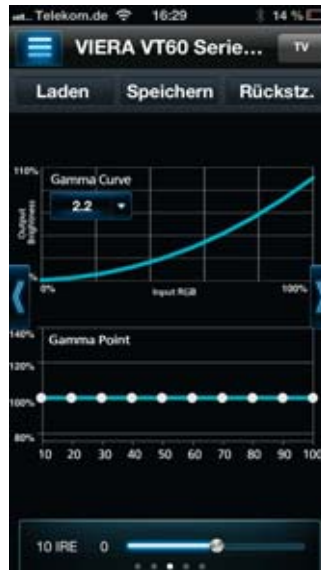 Telekom.de 16:29 14 %
VIERA VT60 Serie... TV
Laden Speichern Rückstz.
110%
Gamma Curve
2.2
Output
Brightness
0% Input RGB 100%
140%
Gamma Point
120%
100%
80%
10 20 30 40 50 60 70 80 90 100
10 IRE 0